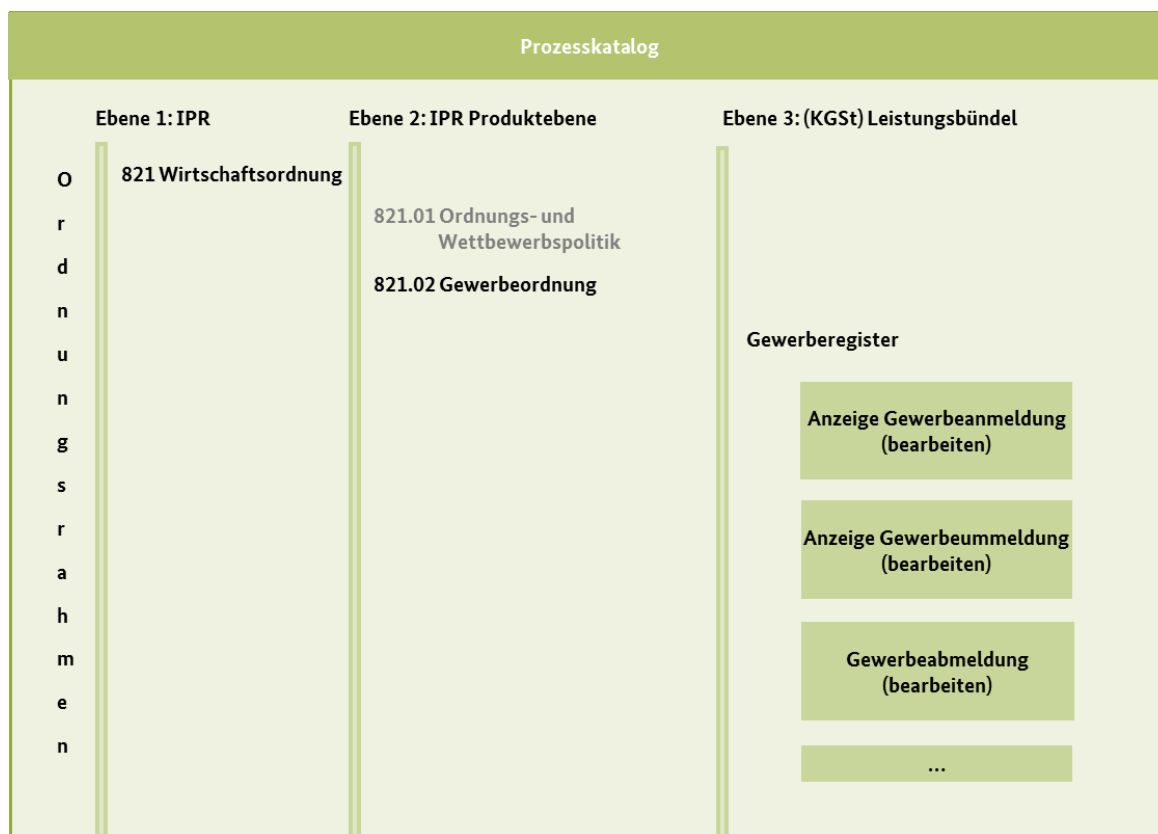 Prozesskatalog
Ebene 1: IPR
Ebene 2: IPR Produktebene
Ebene 3: (KGSt) Leistungsbündel
Ordnungsrahmen
821 Wirtschaftsordnung
821.01 Ordnungs- und
Wettbewerbspolitik
821.02 Gewerbeordnung
Gewerberegister
Anzeige Gewerbeanmeldung
(bearbeiten)
Anzeige Gewerbeummeldung
(bearbeiten)
Gewerbeabmeldung
(bearbeiten)
...